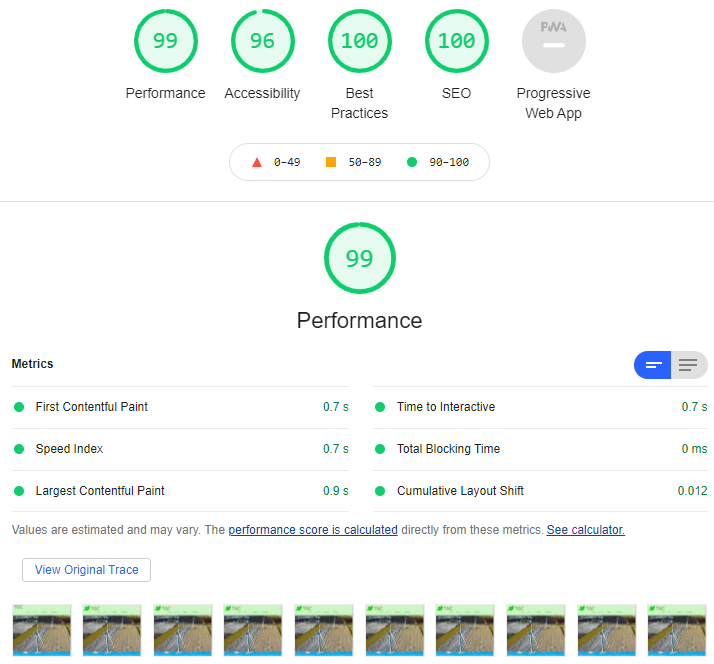 99 96 100 100 PWA
Performance Accessibility Best Practices SEO Progressive Web App
0–49 50–89 90–100
99
Performance
Metrics
First Contentful Paint 0.7 s
Time to Interactive 0.7 s
Speed Index 0.7 s
Total Blocking Time 0 ms
Largest Contentful Paint 0.9 s
Cumulative Layout Shift 0.012
Values are estimated and may vary. The performance score is calculated directly from these metrics. See calculator.
View Original Trace